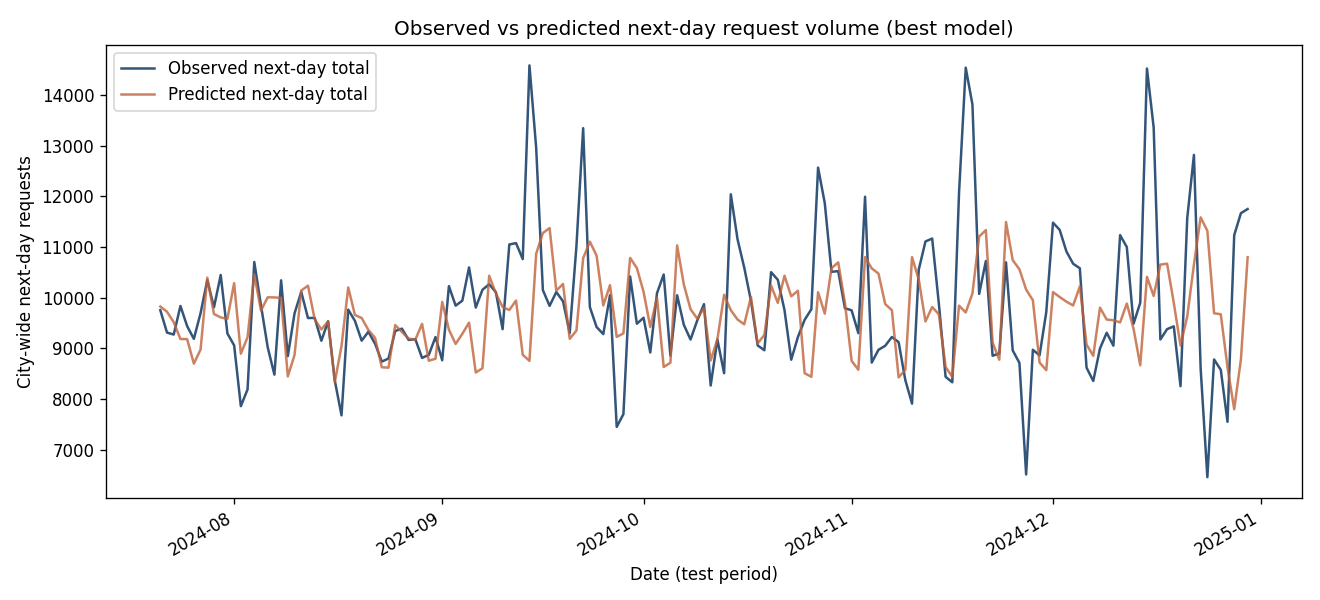 Observed vs predicted next-day request volume (best model)
Observed next-day total
Predicted next-day total
City-wide next-day requests
14000
13000
12000
11000
10000
9000
8000
7000
2024-08
2024-09
2024-10
2024-11
2024-12
2025-01
Date (test period)